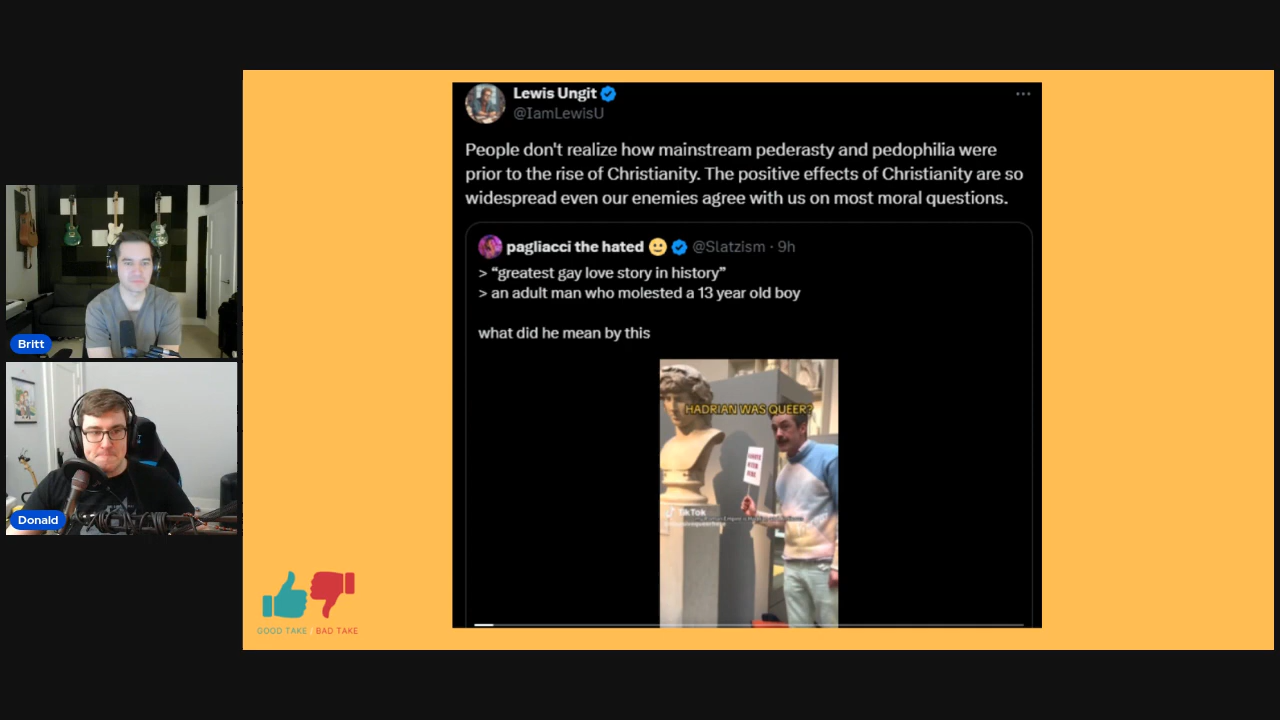 Lewis Ungit
@IamLewisU
People don't realize how mainstream pederasty and pedophilia were
prior to the rise of Christianity. The positive effects of Christianity are so
widespread even our enemies agree with us on most moral questions.
pagliacci the hated 🙂 @Slatzism · 9h
> “greatest gay love story in history”
> an adult man who molested a 13 year old boy
what did he mean by this
HADRIAN WAS QUEER?
TikTok
Britt
Donald
GOOD TAKE / BAD TAKE